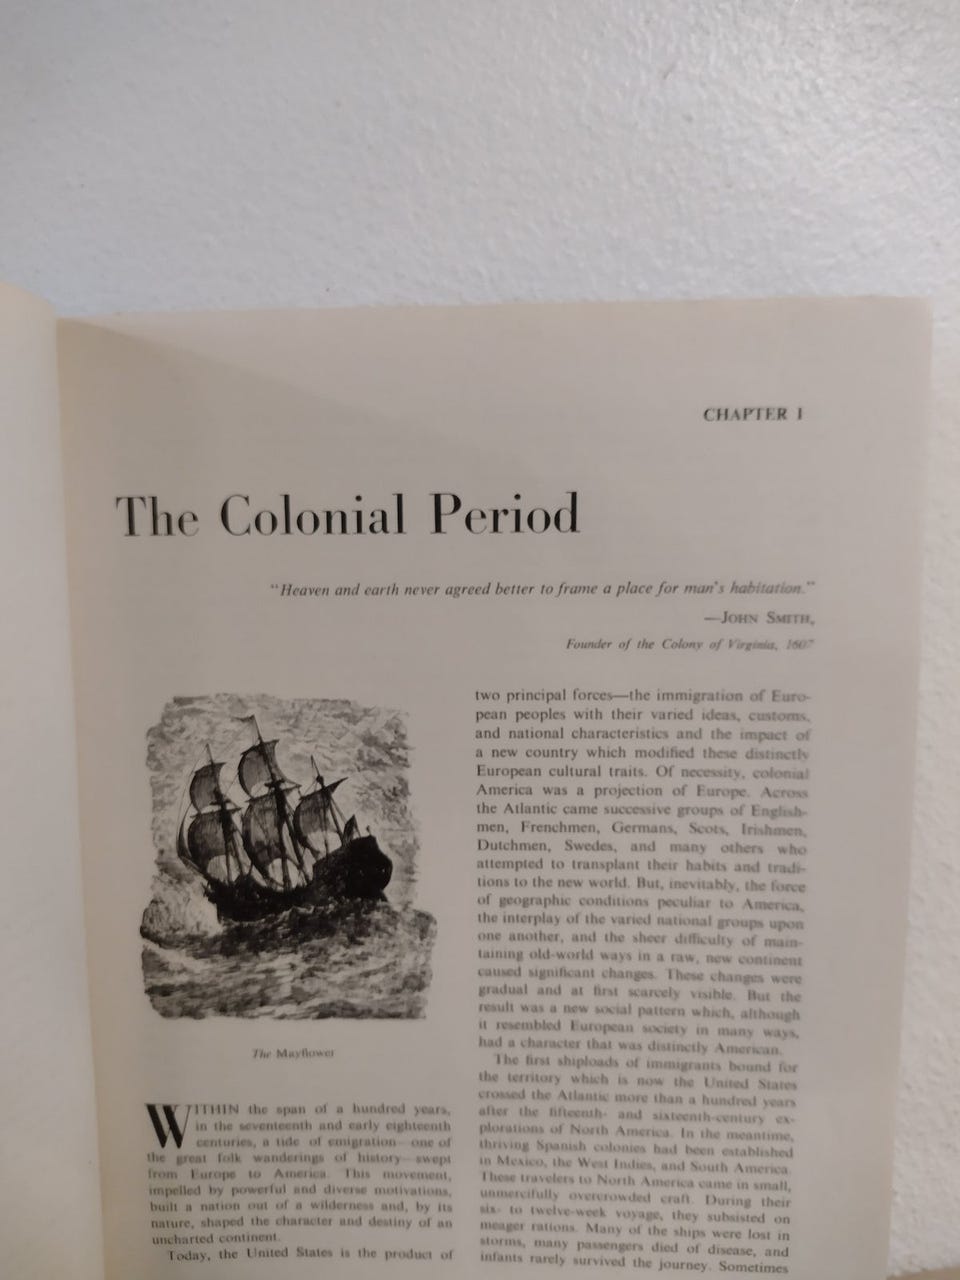 CHAPTER I
The Colonial Period
"Heaven and earth never agreed better to frame a place for man's habitation."
—JOHN SMITH,
Founder of the Colony of Virginia, 1607
The Mayflower
WITHIN the span of a hundred years,
in the seventeenth and early eighteenth
centuries, a tide of emigration—one of
the great folk wanderings of history—swept
from Europe to America. This movement,
impelled by powerful and diverse motivations,
built a nation out of a wilderness and, by its
nature, shaped the character and destiny of an
uncharted continent.
Today, the United States is the product of
two principal forces—the immigration of Euro-
pean peoples with their varied ideas, customs,
and national characteristics and the impact of
a new country which modified these distinctly
European cultural traits. Of necessity, colonial
America was a projection of Europe. Across
the Atlantic came successive groups of English-
men, Frenchmen, Germans, Scots, Irishmen,
Dutchmen, Swedes, and many others who
attempted to transplant their habits and tradi-
tions to the new world. But, inevitably, the force
of geographic conditions peculiar to America,
the interplay of the varied national groups upon
one another, and the sheer difficulty of main-
taining old-world ways in a raw, new continent
caused significant changes. These changes were
gradual and at first scarcely visible. But the
result was a new social pattern which, although
it resembled European society in many ways,
had a character that was distinctly American.
The first shiploads of immigrants bound for
the territory which is now the United States
crossed the Atlantic more than a hundred years
after the fifteenth- and sixteenth-century ex-
plorations of North America. In the meantime,
thriving Spanish colonies had been established
in Mexico, the West Indies, and South America.
These travelers to North America came in small,
unmercifully overcrowded craft. During their
six- to twelve-week voyage, they subsisted on
meager rations. Many of the ships were lost in
storms, many passengers died of disease, and
infants rarely survived the journey. Sometimes